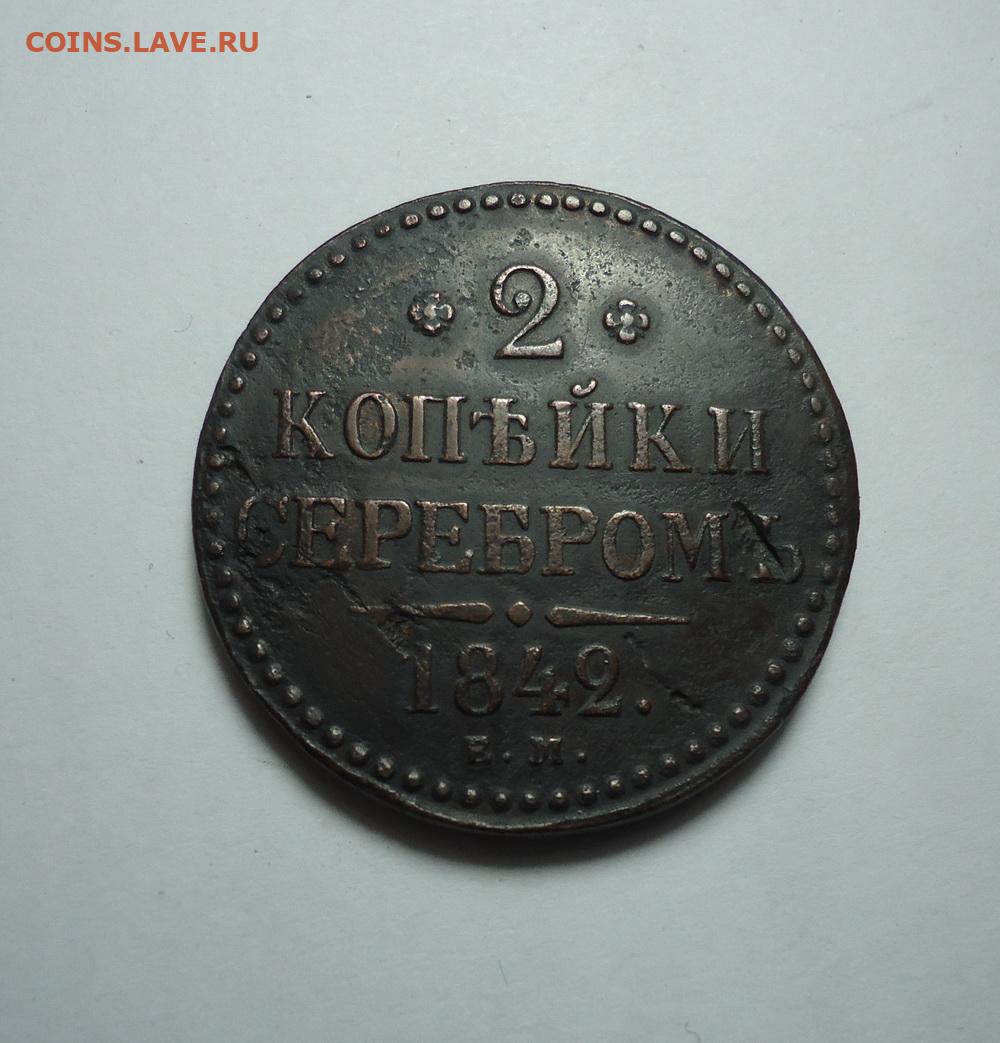 COINS.LAVE.RU
2
КОПѢЙКИ
СЕРЕБРОМЪ
1842.
Е.М.